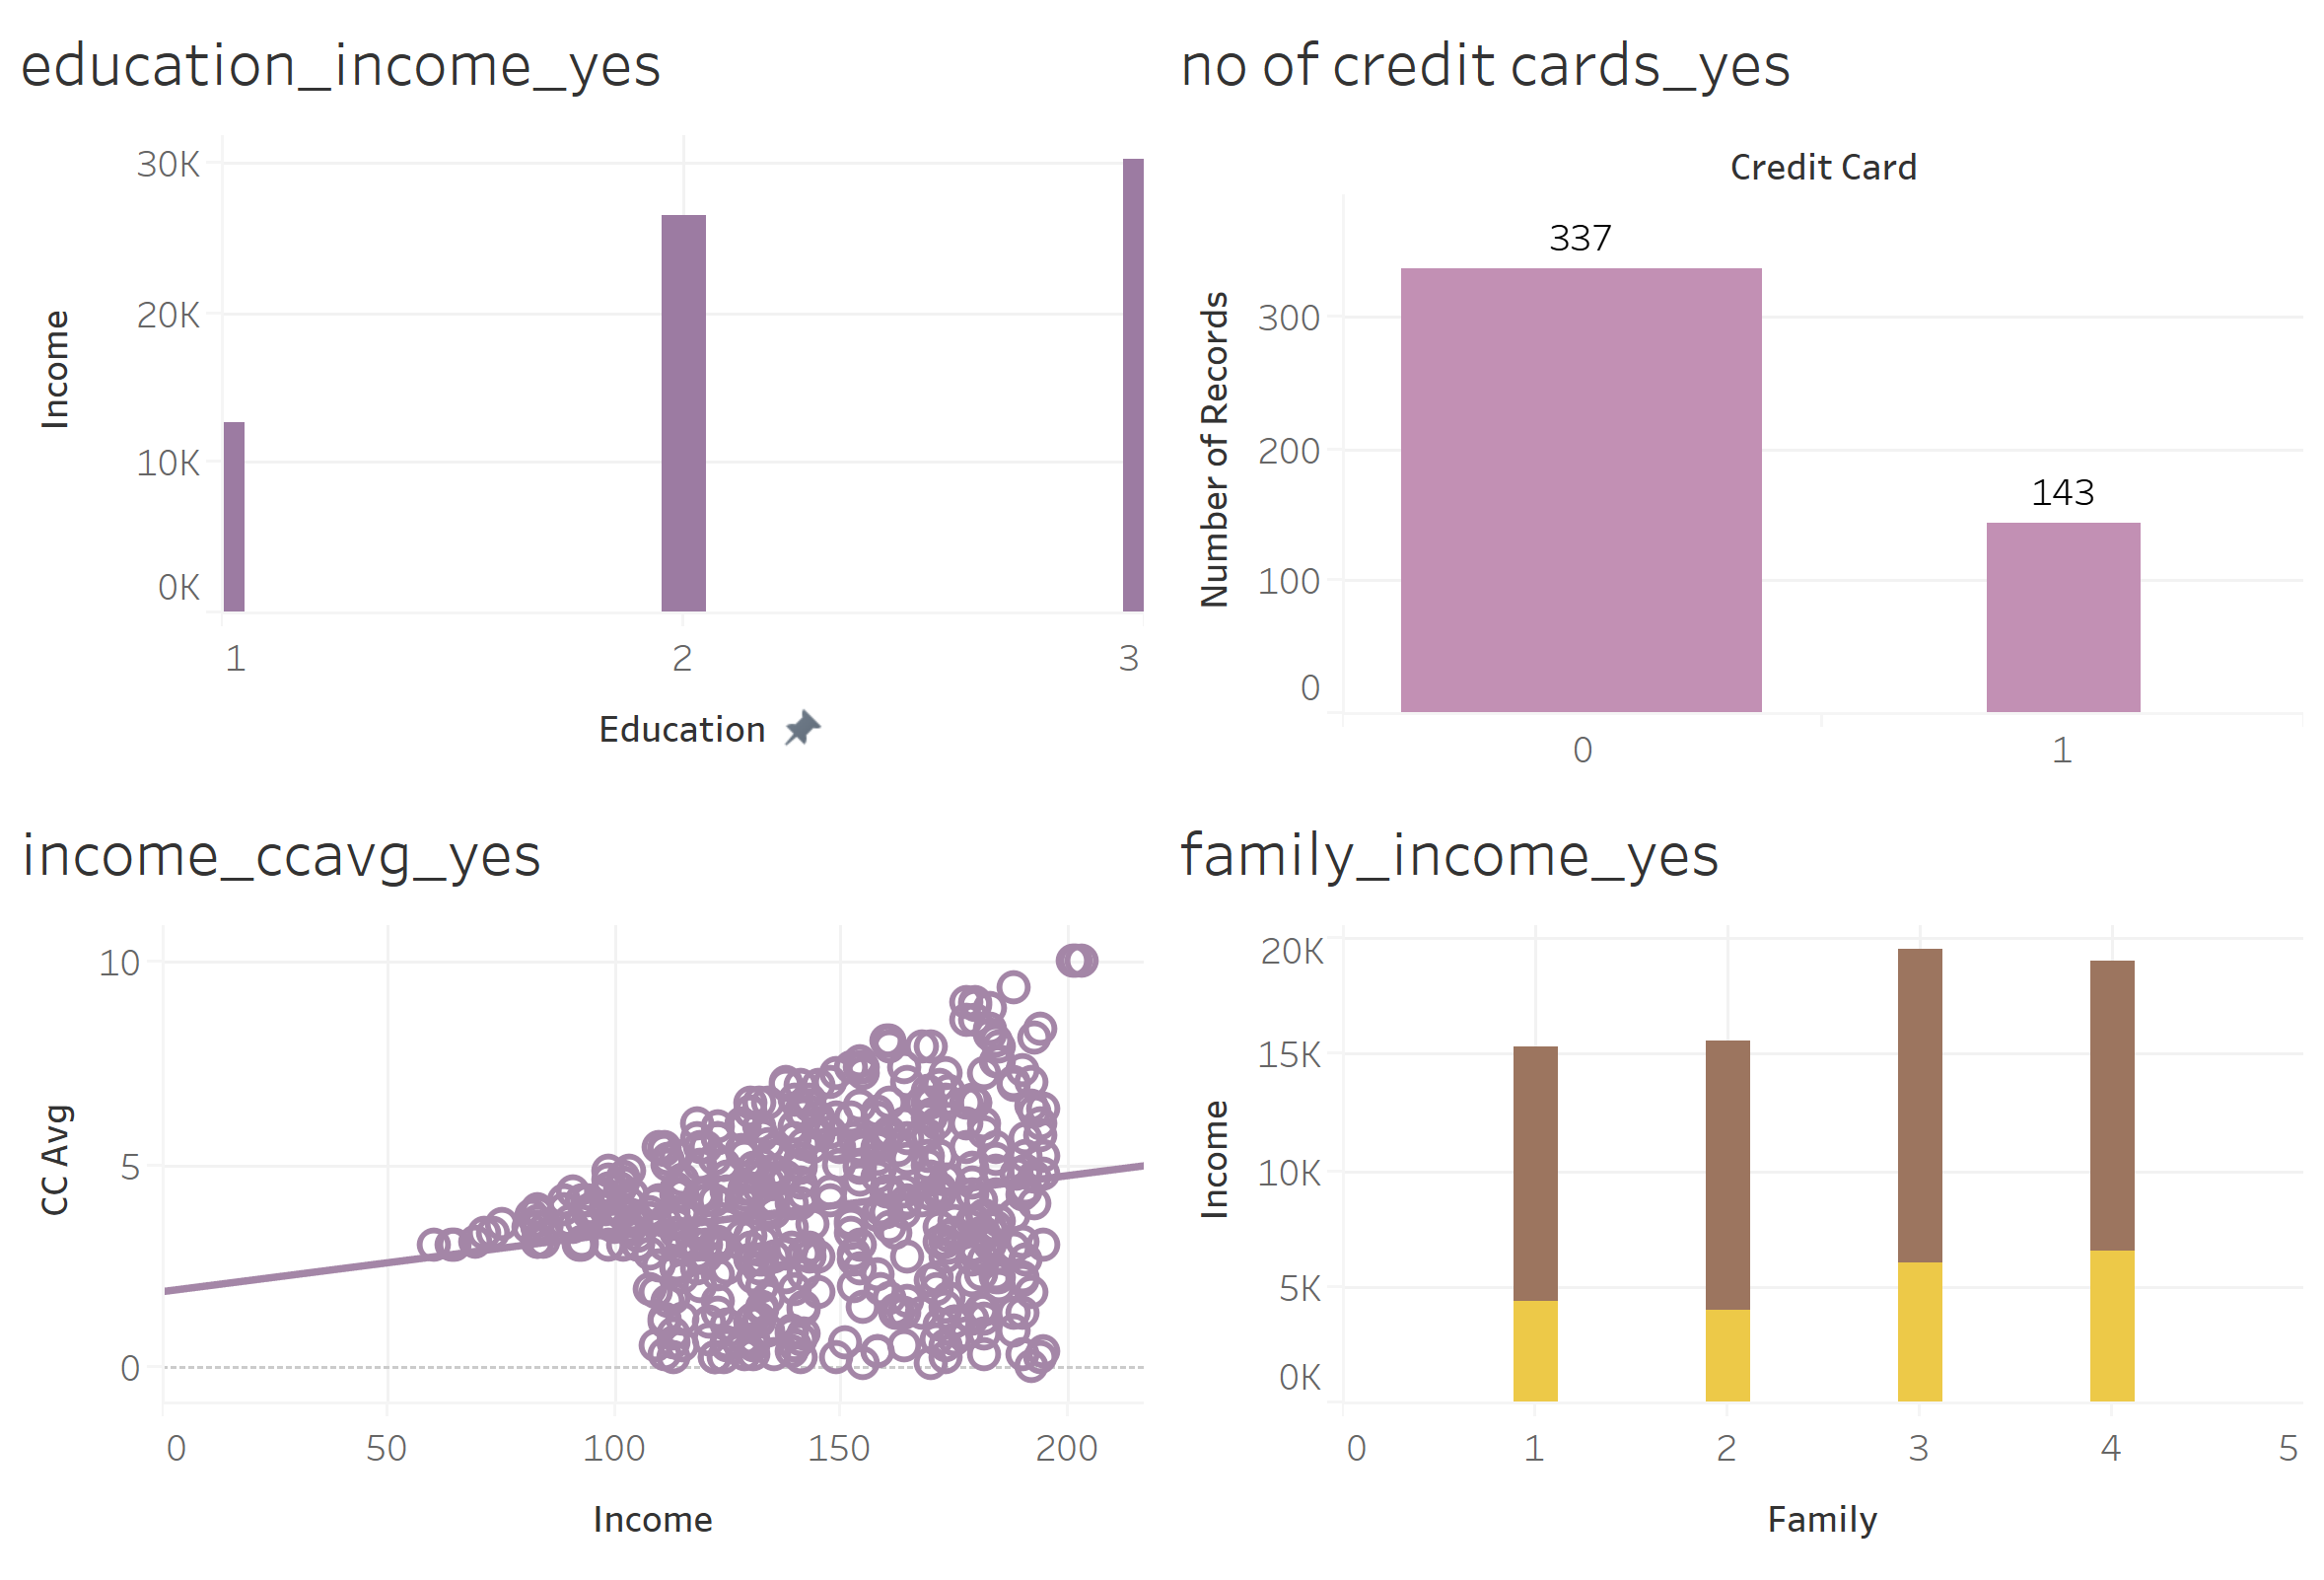 education_income_yes
30K
20K
10K
0K
Income
1 2 3
Education
no of credit cards_yes
Credit Card
337
143
300
200
100
0
Number of Records
0 1
income_ccavg_yes
10
5
0
CC Avg
0 50 100 150 200
Income
family_income_yes
20K
15K
10K
5K
0K
Income
0 1 2 3 4 5
Family